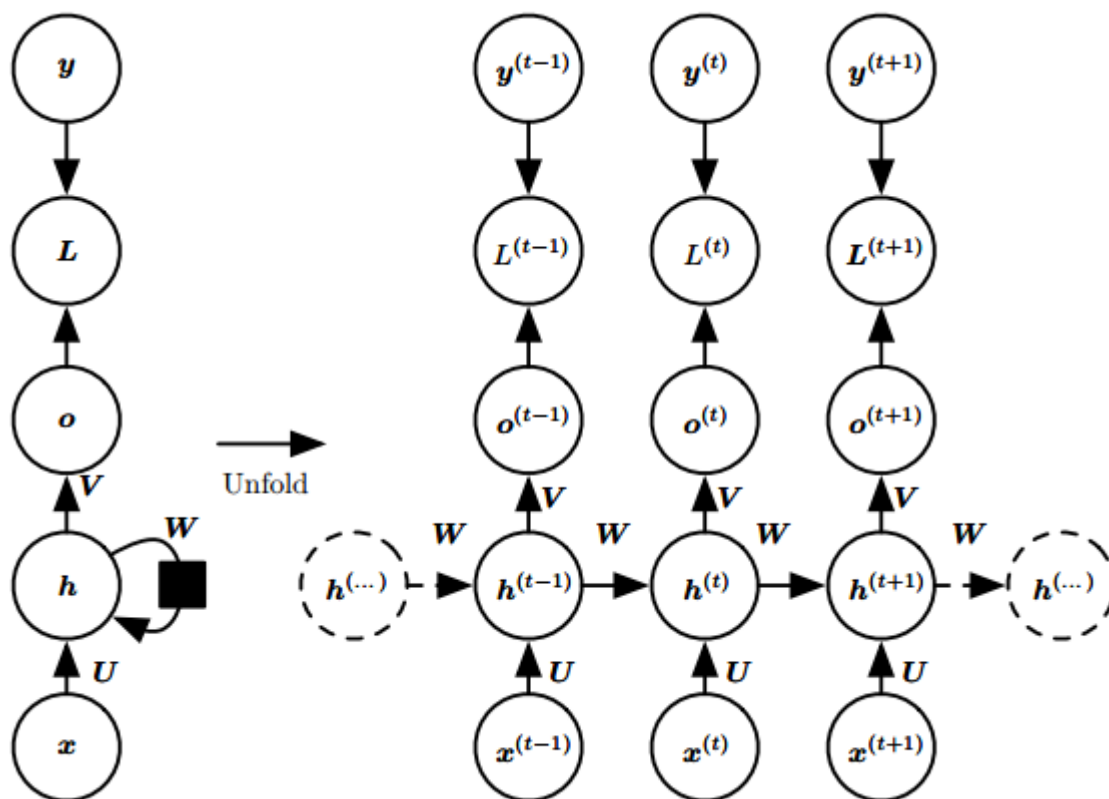 y y^(t−1) y^(t) y^(t+1)
L L^(t−1) L^(t) L^(t+1)
o o^(t−1) o^(t) o^(t+1)
Unfold
V V V V
W W W W W
h h^(...) h^(t−1) h^(t) h^(t+1) h^(...)
U U U U
x x^(t−1) x^(t) x^(t+1)